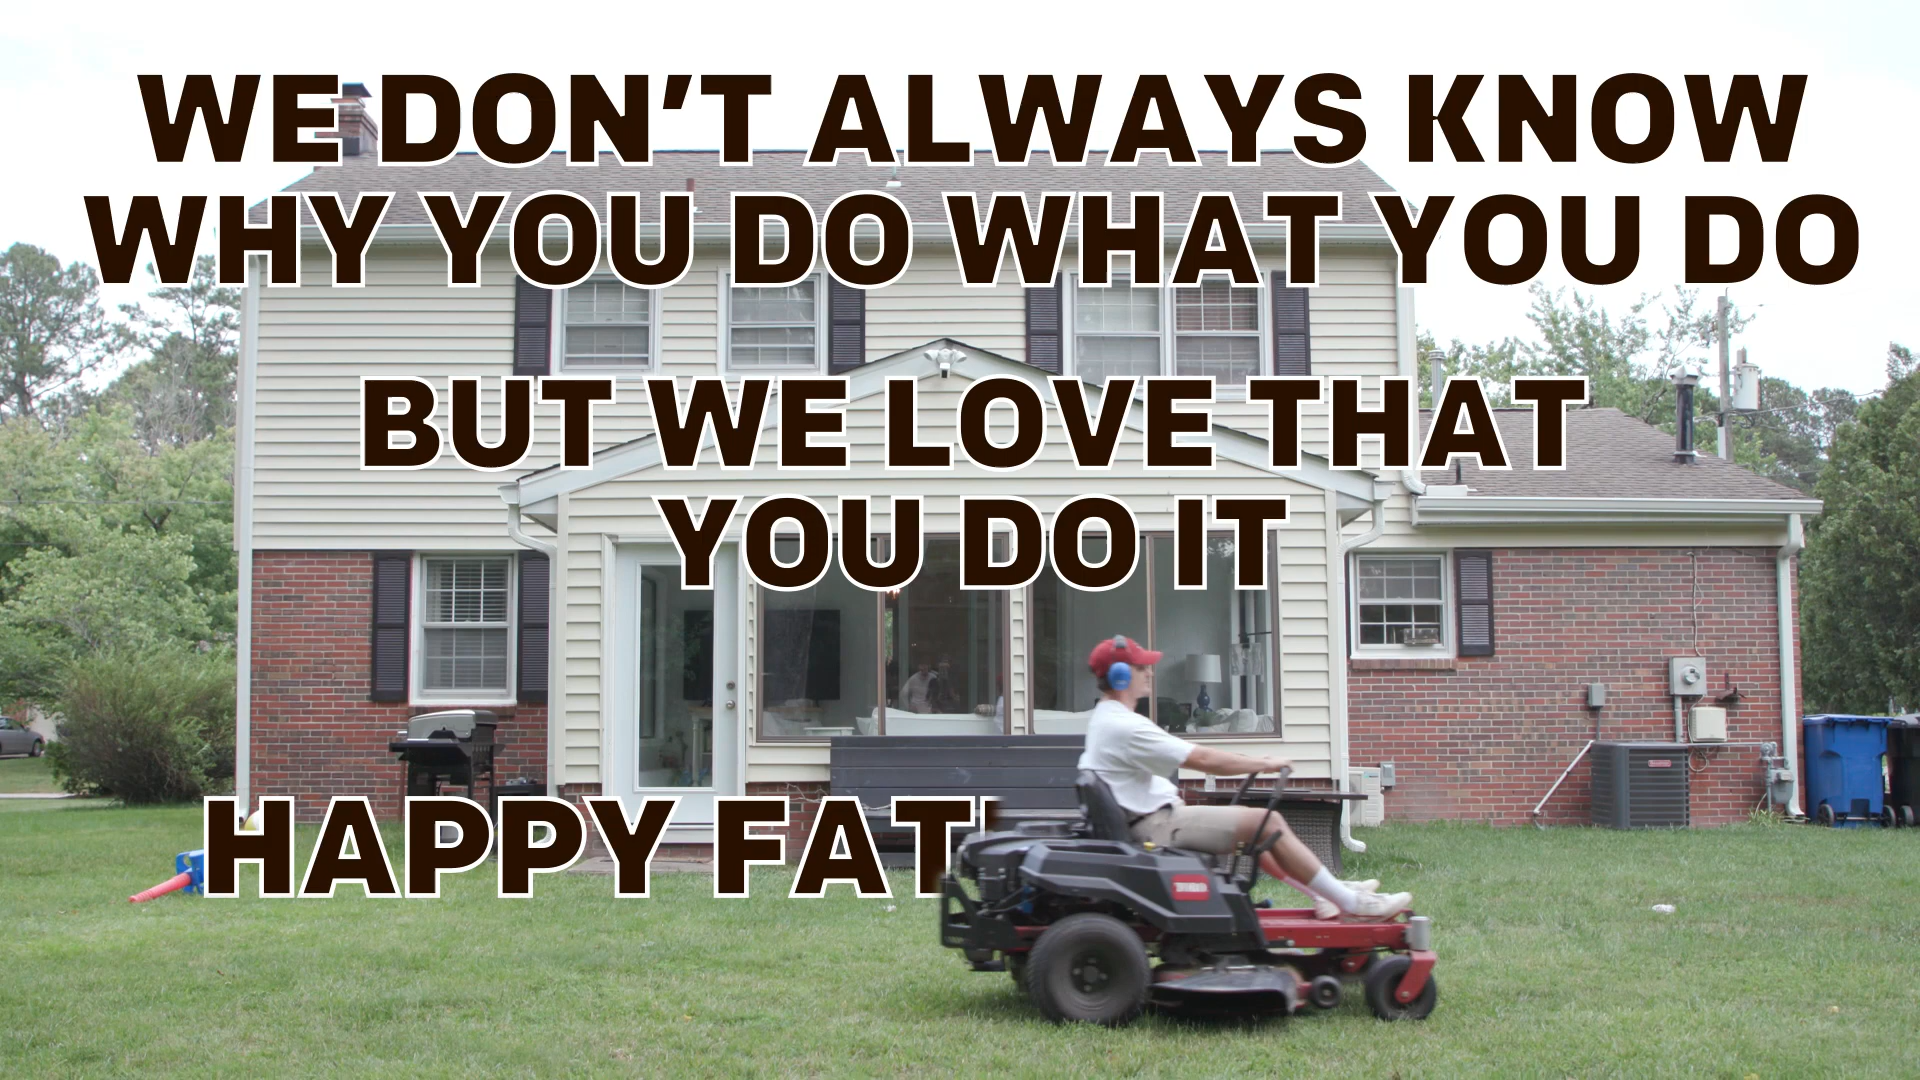 WE DON'T ALWAYS KNOW
WHY YOU DO WHAT YOU DO
BUT WE LOVE THAT
YOU DO IT
HAPPY FAT
TORO